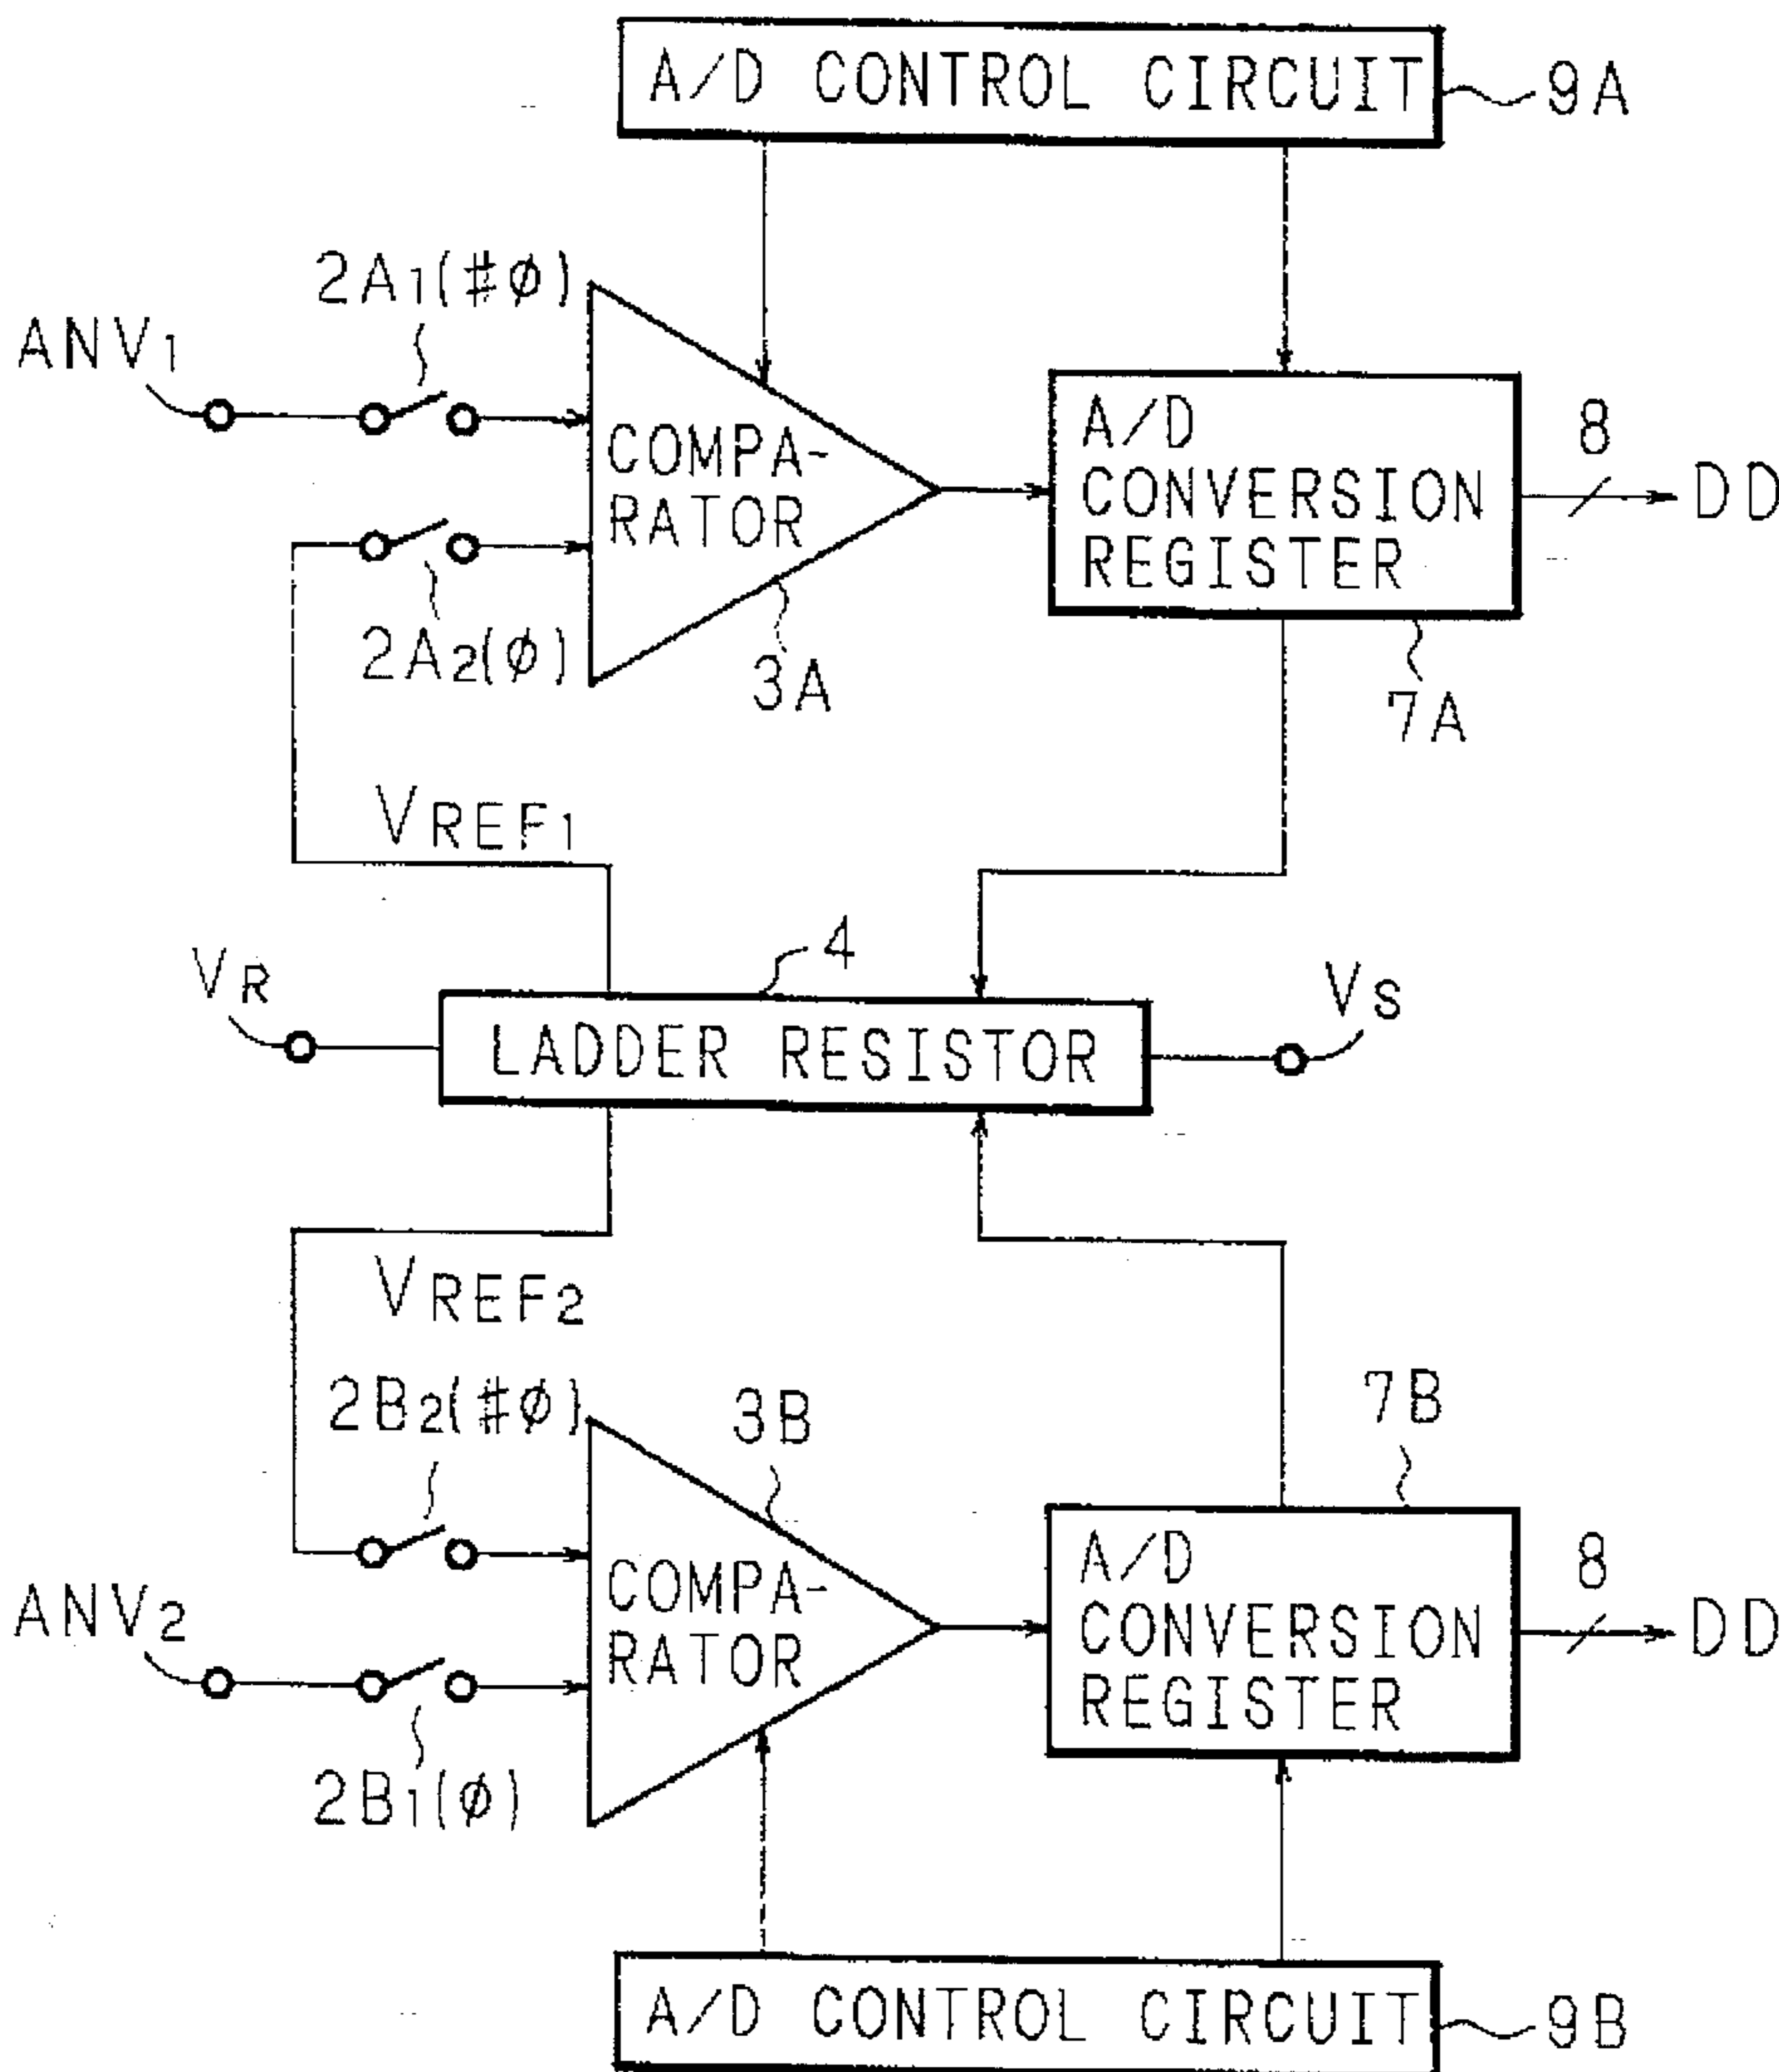 A/D CONTROL CIRCUIT
9A
2A1(#ϕ)
ANV1
COMPA-
RATOR
A/D
CONVERSION
REGISTER
8
DD
2A2(ϕ)
3A
7A
VREF1
4
VR
VS
LADDER RESISTOR
VREF2
2B2(#ϕ)
3B
7B
COMPA-
RATOR
A/D
CONVERSION
REGISTER
8
DD
ANV2
2B1(ϕ)
A/D CONTROL CIRCUIT
9B